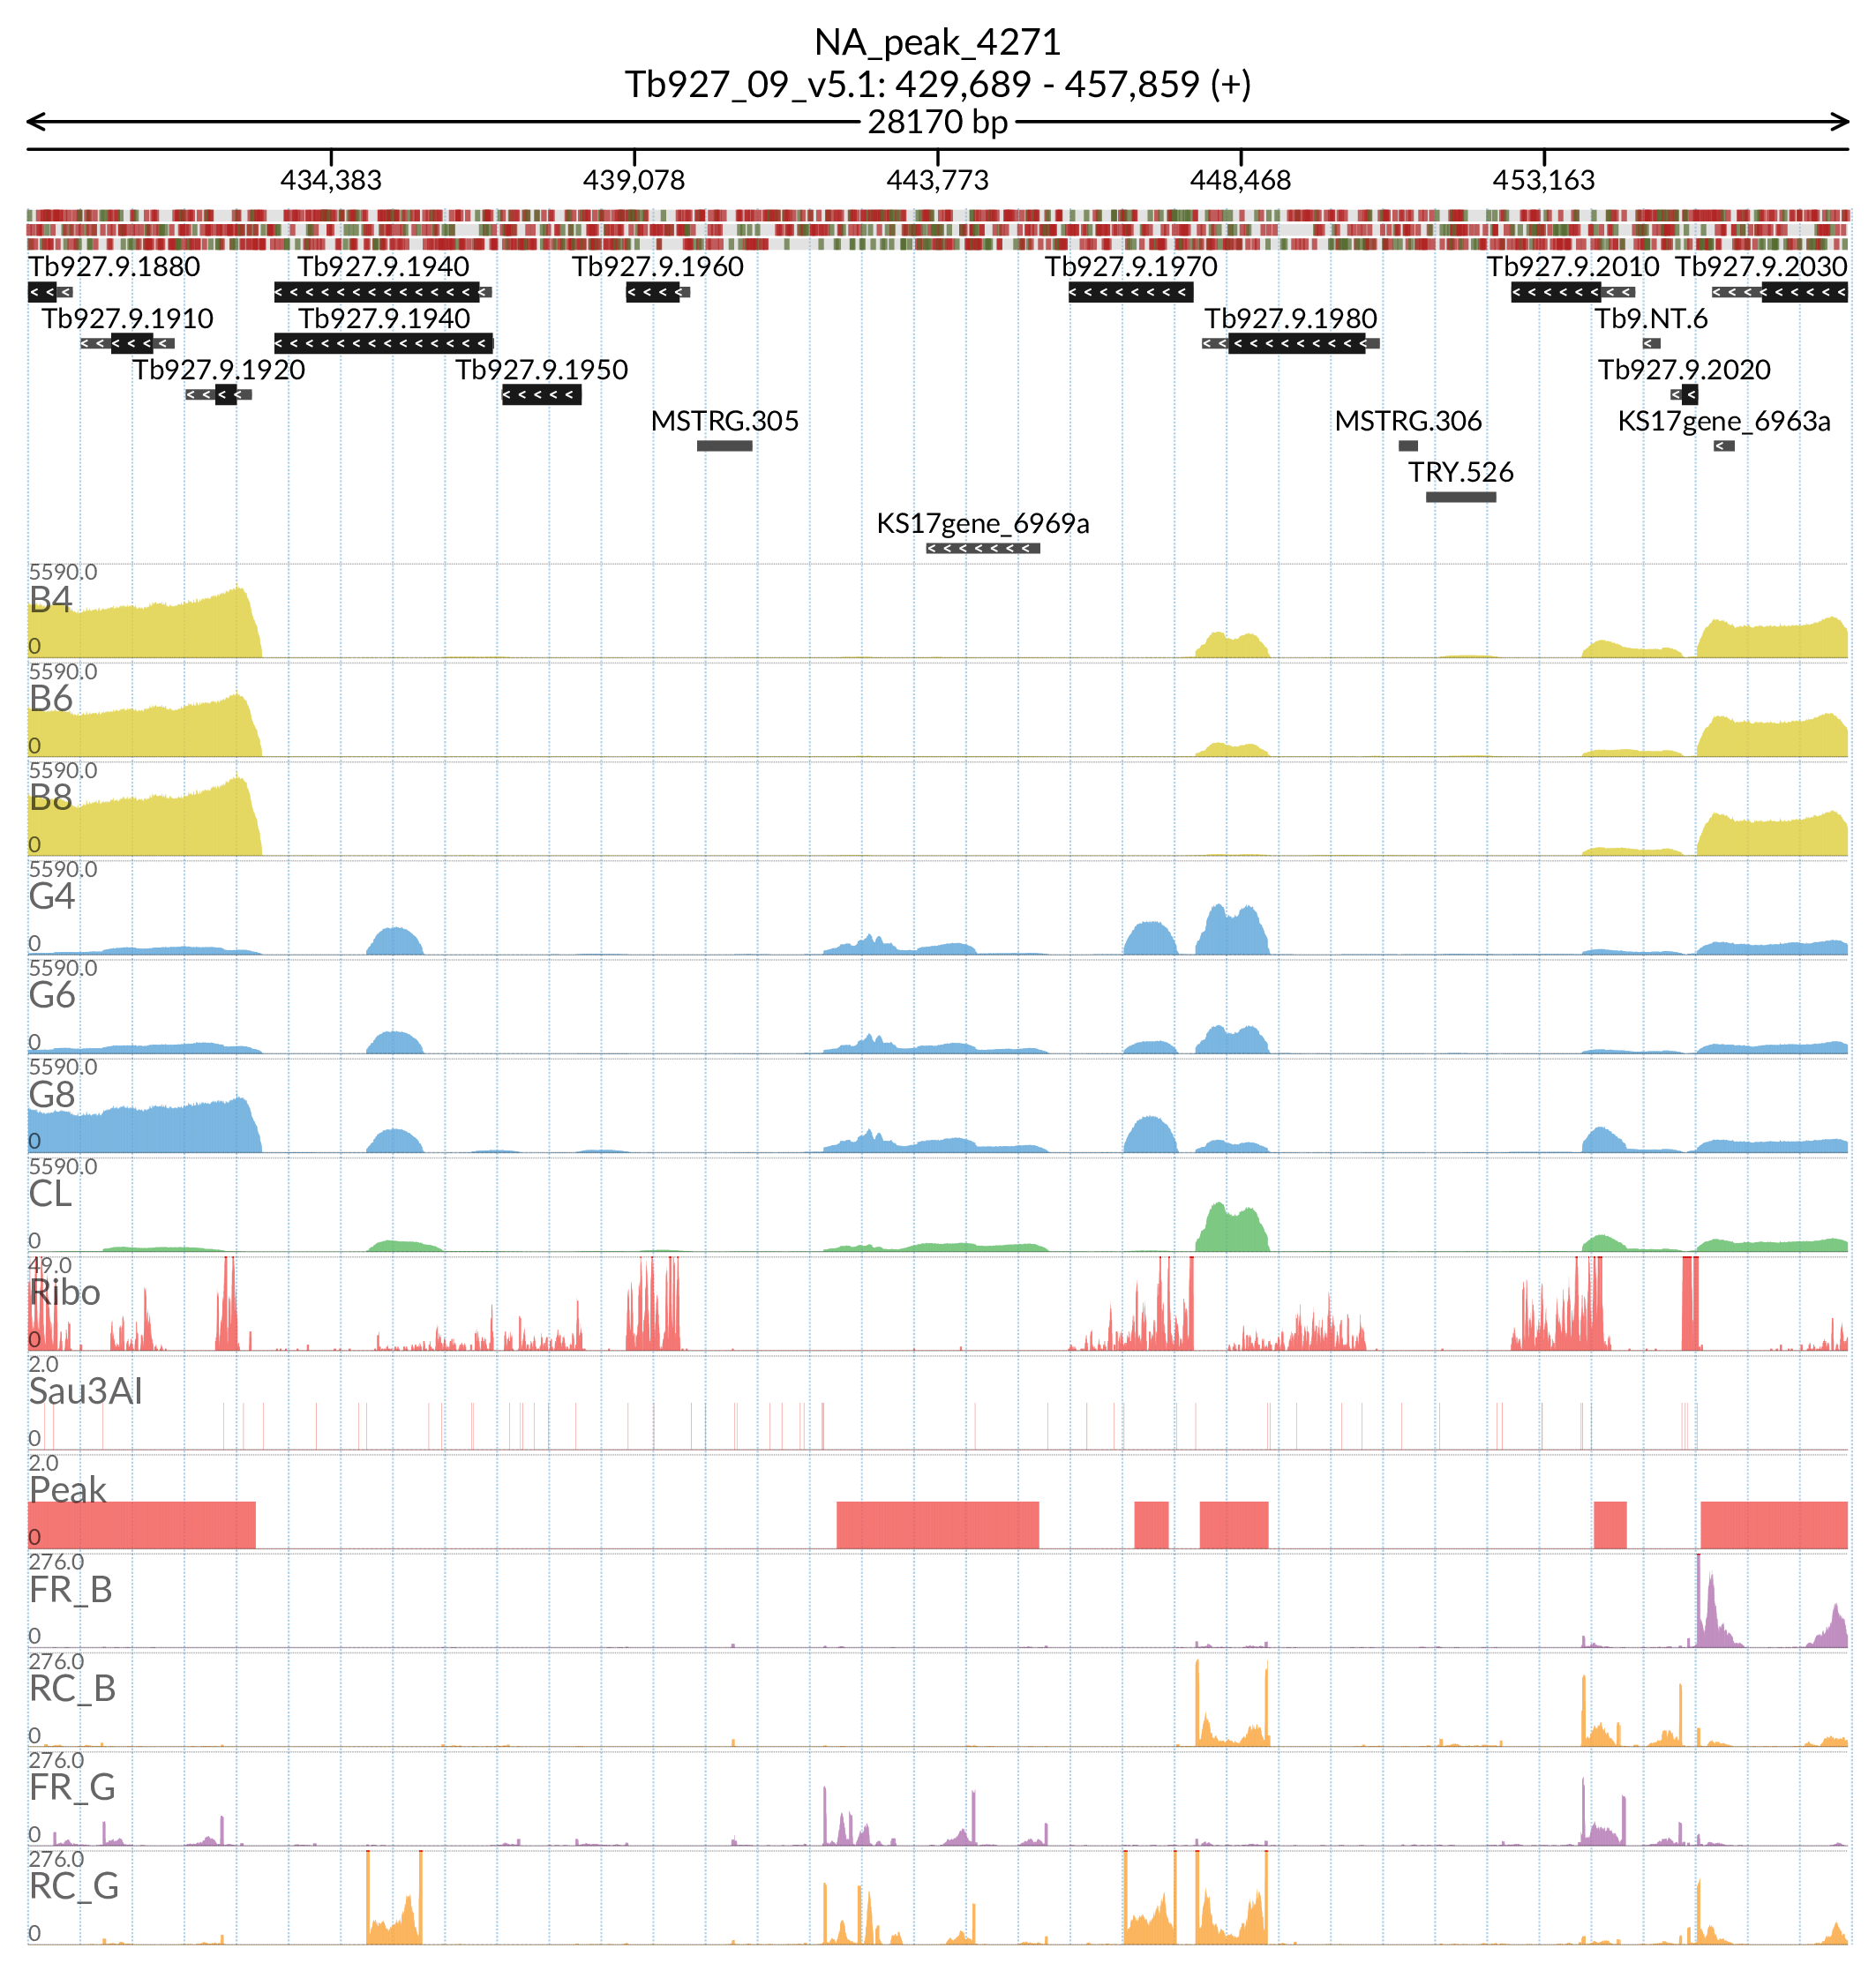 NA_peak_4271
Tb927_09_v5.1: 429,689 - 457,859 (+)
28170 bp
434,383 439,078 443,773 448,468 453,163
Tb927.9.1880 Tb927.9.1940 Tb927.9.1960 Tb927.9.1970 Tb927.9.2010 Tb927.9.2030
Tb927.9.1910 Tb927.9.1940 Tb927.9.1980 Tb9.NT.6
Tb927.9.1920 Tb927.9.1950 Tb927.9.2020
MSTRG.305 MSTRG.306 KS17gene_6963a
TRY.526
KS17gene_6969a
5590.0
B4
0
5590.0
B6
0
5590.0
B8
0
5590.0
G4
0
5590.0
G6
0
5590.0
G8
0
5590.0
CL
0
49.0
Ribo
0
2.0
Sau3AI
0
2.0
Peak
0
276.0
FR_B
0
276.0
RC_B
0
276.0
FR_G
0
276.0
RC_G
0